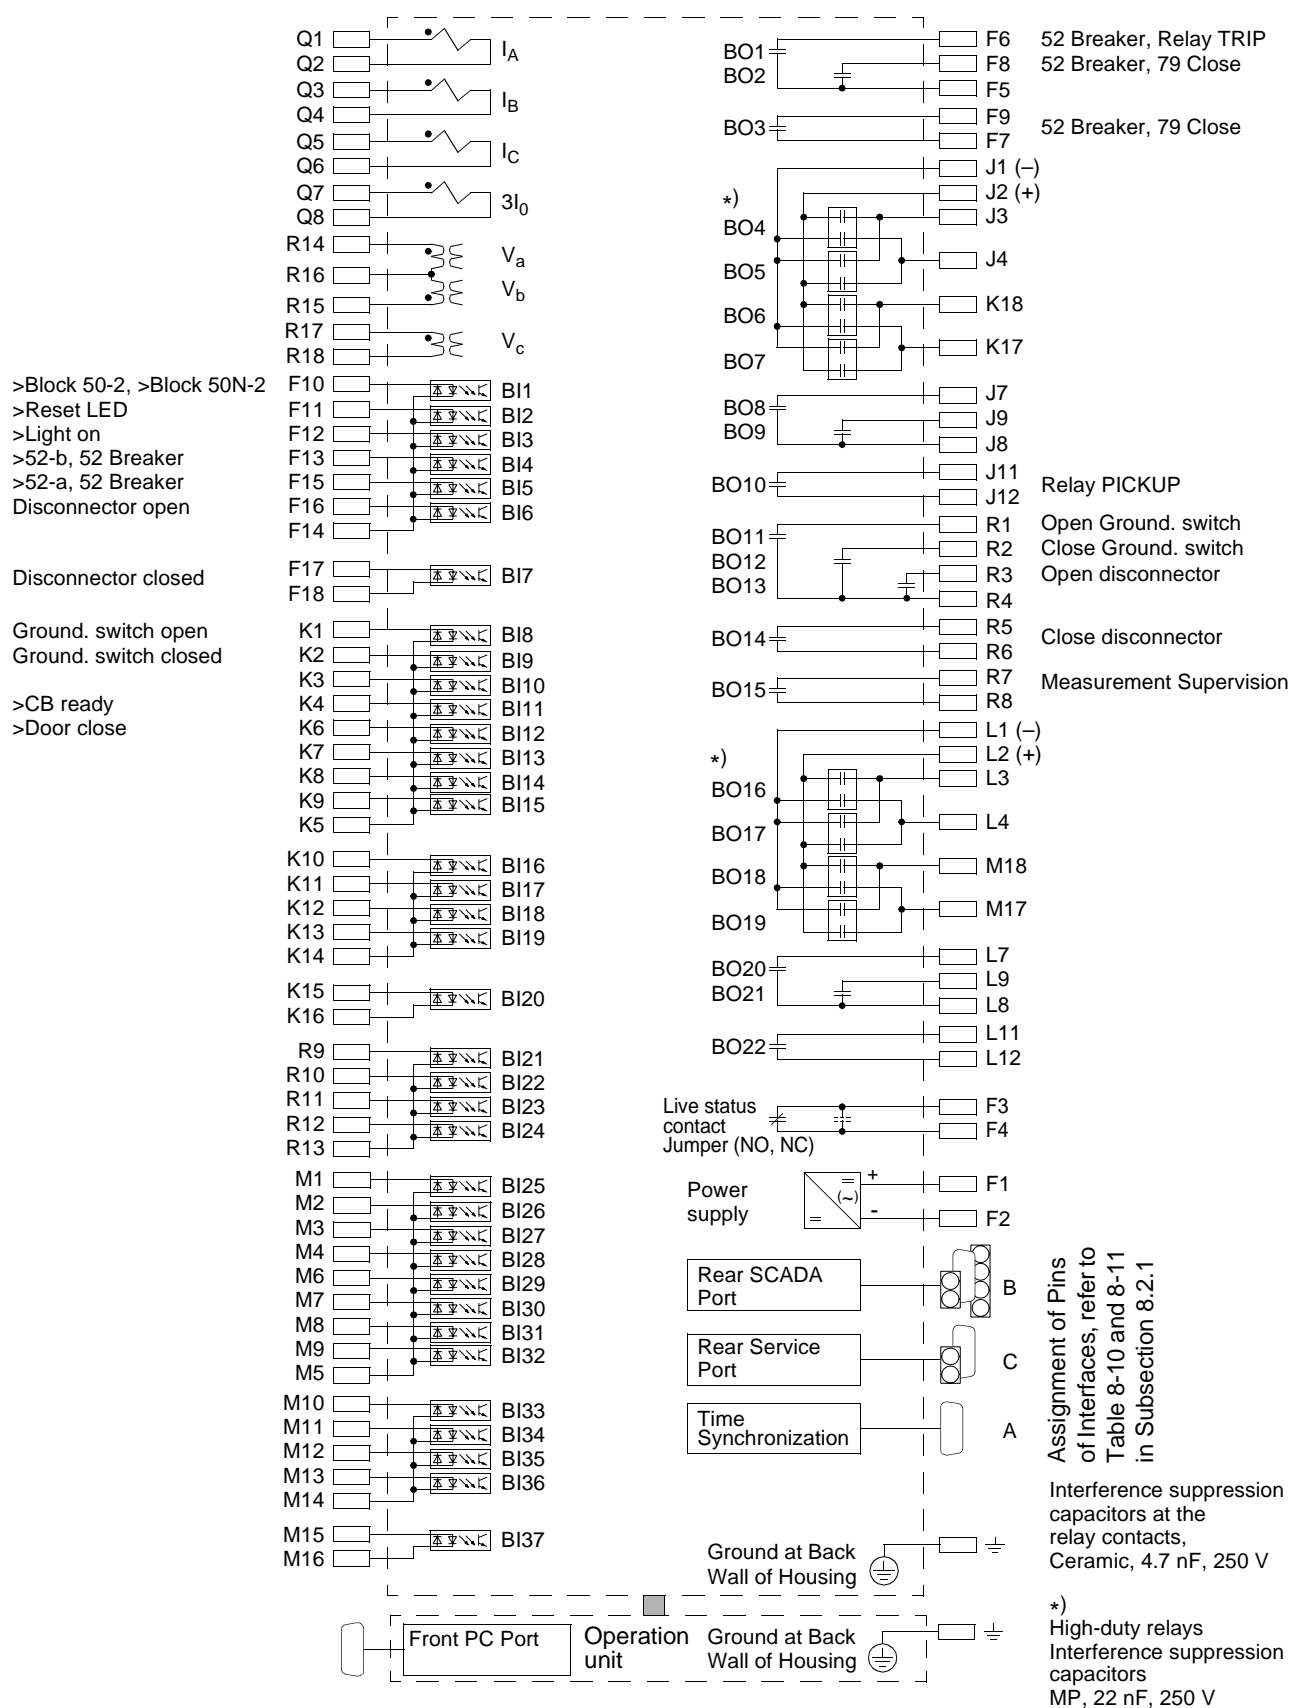 Q1
Q2
I_A
Q3
Q4
I_B
Q5
Q6
I_C
Q7
Q8
3I_0
R14
R16
R15
V_a
V_b
R17
R18
V_c
>Block 50-2, >Block 50N-2 F10 BI1
>Reset LED F11 BI2
>Light on F12 BI3
>52-b, 52 Breaker F13 BI4
>52-a, 52 Breaker F15 BI5
Disconnector open F16 BI6
F14
Disconnector closed F17 BI7
F18
Ground. switch open K1 BI8
Ground. switch closed K2 BI9
K3 BI10
>CB ready K4 BI11
>Door close K6 BI12
K7 BI13
K8 BI14
K9 BI15
K5
K10 BI16
K11 BI17
K12 BI18
K13 BI19
K14
K15 BI20
K16
R9 BI21
R10 BI22
R11 BI23
R12 BI24
R13
M1 BI25
M2 BI26
M3 BI27
M4 BI28
M6 BI29
M7 BI30
M8 BI31
M9 BI32
M5
M10 BI33
M11 BI34
M12 BI35
M13 BI36
M14
M15 BI37
M16
BO1 F6 52 Breaker, Relay TRIP
BO2 F8 52 Breaker, 79 Close
F5
BO3 F9 52 Breaker, 79 Close
F7
J1 (–)
J2 (+)
*)
J3
BO4
J4
BO5
K18
BO6
K17
BO7
BO8 J7
BO9 J9
J8
BO10 J11 Relay PICKUP
J12
BO11 R1 Open Ground. switch
BO12 R2 Close Ground. switch
BO13 R3 Open disconnector
R4
BO14 R5 Close disconnector
R6
BO15 R7 Measurement Supervision
R8
L1 (–)
L2 (+)
*)
L3
BO16
L4
BO17
M18
BO18
M17
BO19
BO20 L7
BO21 L9
L8
BO22 L11
L12
Live status F3
contact F4
Jumper (NO, NC)
Power
supply
(~)
+ F1
- F2
Rear SCADA
Port
B
Rear Service
Port
C
Time
Synchronization
A
Assignment of Pins
of Interfaces, refer to
Table 8-10 and 8-11
in Subsection 8.2.1
Interference suppression
capacitors at the
relay contacts,
Ceramic, 4.7 nF, 250 V
Ground at Back
Wall of Housing
*)
High-duty relays
Interference suppression
capacitors
MP, 22 nF, 250 V
Front PC Port
Operation
unit
Ground at Back
Wall of Housing